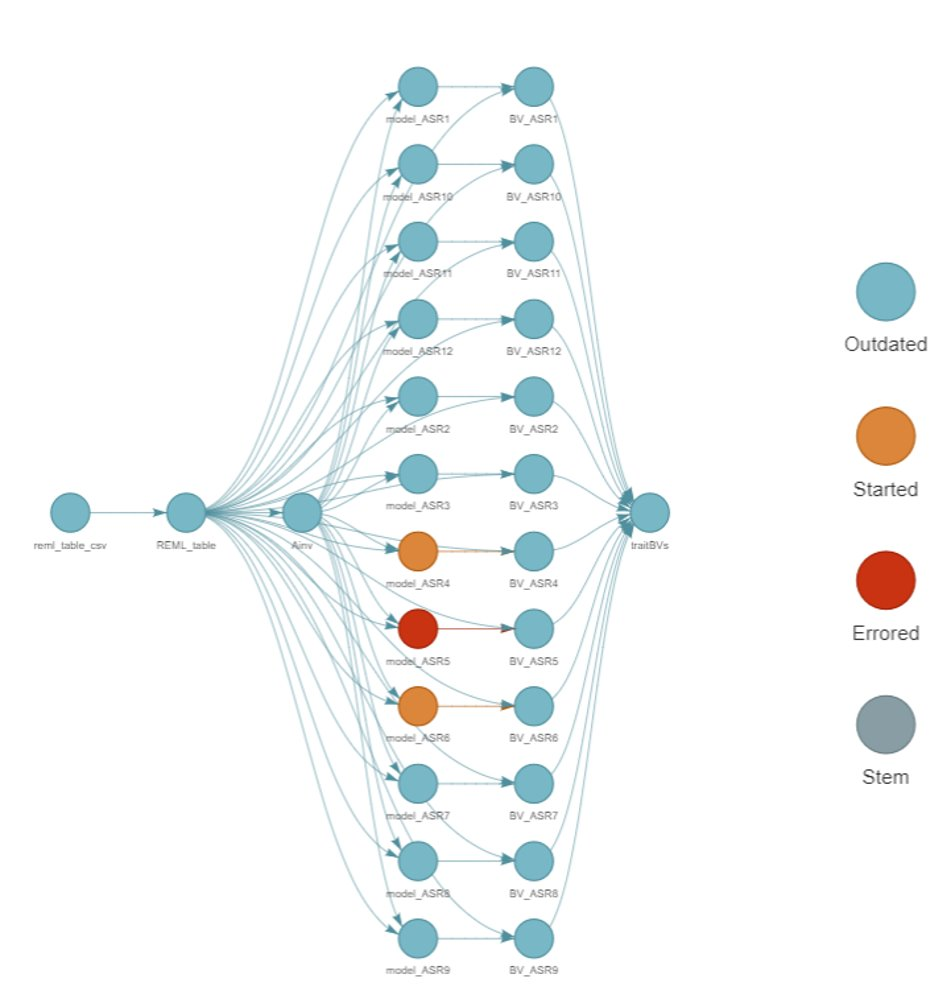 model_ASR1 BV_ASR1
model_ASR10 BV_ASR10
model_ASR11 BV_ASR11
Outdated
model_ASR12 BV_ASR12
model_ASR2 BV_ASR2
Started
model_ASR3 BV_ASR3
reml_table_csv REML_table Ainv traitBVs
model_ASR4 BV_ASR4
Errored
model_ASR5 BV_ASR5
model_ASR6 BV_ASR6
Stem
model_ASR7 BV_ASR7
model_ASR8 BV_ASR8
model_ASR9 BV_ASR9